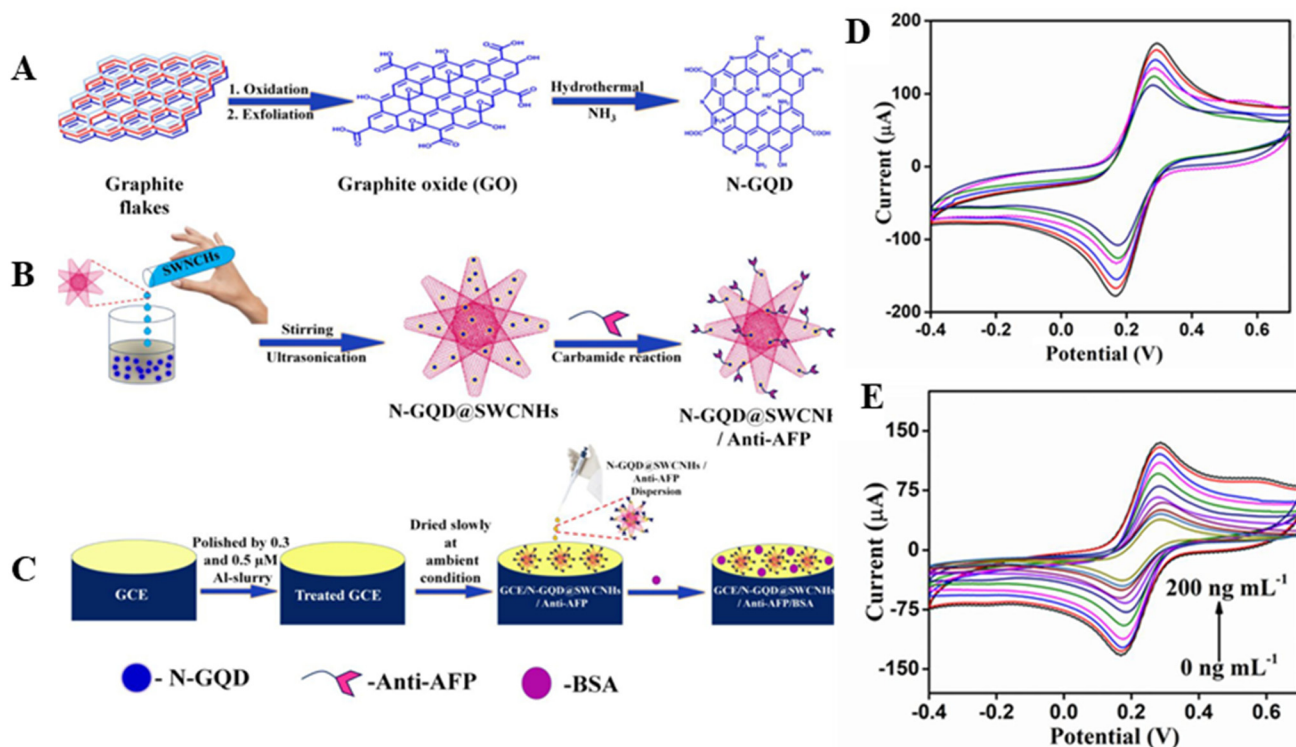 A
1. Oxidation
2. Exfoliation
Hydrothermal
NH3
Graphite
flakes
Graphite oxide (GO)
N-GQD
B
SWNCHs
Stirring
Ultrasonication
Carbamide reaction
N-GQD@SWCNHs
N-GQD@SWCNH
/ Anti-AFP
C
GCE
Polished by 0.3
and 0.5 µM
Al-slurry
Treated GCE
Dried slowly
at
ambient
condition
N-GQD@SWCNHs /
Anti-AFP
Dispersion
GCE/N-GQD@SWCNHs
/ Anti-AFP
GCE/N-GQD@SWCNHs
/ Anti-AFP/BSA
- N-GQD
-Anti-AFP
-BSA
D
200
100
0
-100
-200
Current (µA)
-0.4 0.0 0.2 0.4 0.6
Potential (V)
E
150
75
0
-75
-150
Current (µA)
200 ng mL-1
0 ng mL-1
-0.4 -0.2 0.0 0.2 0.4 0.6
Potential (V)